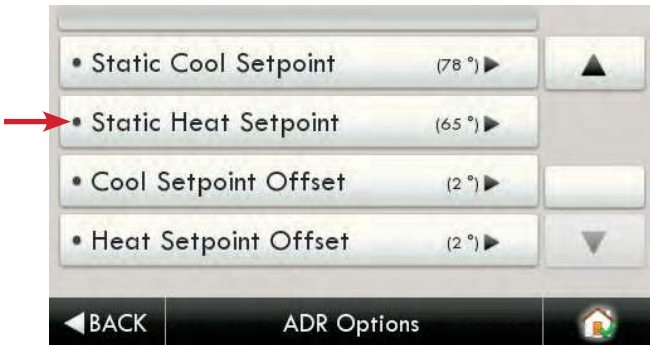 • Static Cool Setpoint (78 °) ▶
• Static Heat Setpoint (65 °) ▶
• Cool Setpoint Offset (2 °) ▶
• Heat Setpoint Offset (2 °) ▶
◀BACK ADR Options